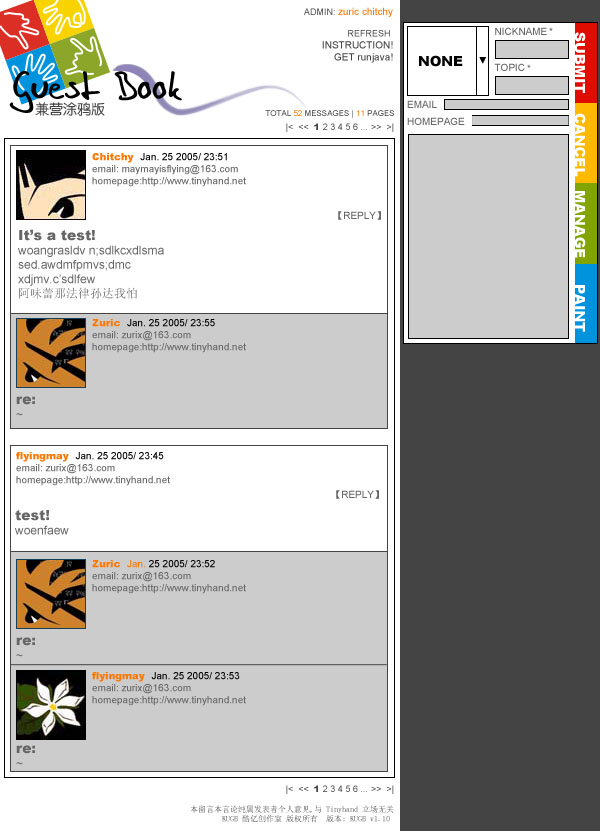 ADMIN: zuric chitchy
REFRESH
INSTRUCTION!
GET runjava!
Guest Book
兼营涂鸦版
TOTAL 52 MESSAGES | 11 PAGES
|< << 1 2 3 4 5 6 ... >> >|
Chitchy Jan. 25 2005/ 23:51
email: maymayisflying@163.com
homepage:http://www.tinyhand.net
【REPLY】
It's a test!
woangrasldv n;sdlkcxdlsma
sed.awdmfpmvs;dmc
xdjmv.c'sdlfew
阿咪蕾那法律孙达我怕
Zuric Jan. 25 2005/ 23:55
email: zurix@163.com
homepage:http://www.tinyhand.net
re:
~
flyingmay Jan. 25 2005/ 23:45
email: zurix@163.com
homepage:http://www.tinyhand.net
【REPLY】
test!
woenfaew
Zuric Jan. 25 2005/ 23:52
email: zurix@163.com
homepage:http://www.tinyhand.net
re:
~
flyingmay Jan. 25 2005/ 23:53
email: zurix@163.com
homepage:http://www.tinyhand.net
re:
~
|< << 1 2 3 4 5 6 ... >> >|
本留言本言论纯属发表者个人意见,与 Tinyhand 立场无关
KUGB 酷亿创作室 版权所有 版本: KUGB v1.10
NONE ▼
NICKNAME *
TOPIC *
EMAIL
HOMEPAGE
SUBMIT
CANCEL
MANAGE
PAINT